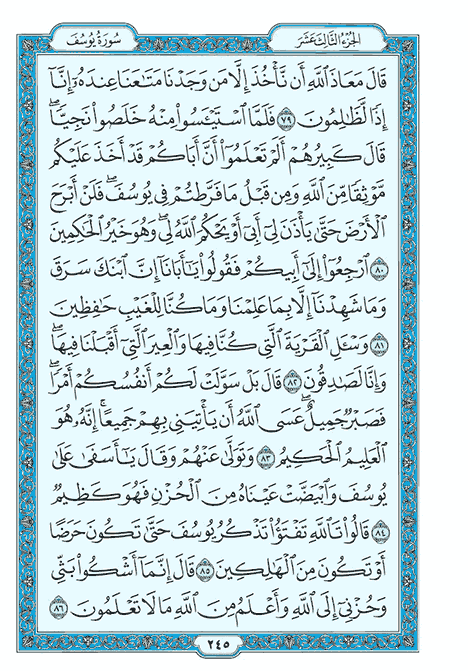 الجزء الثالث عشر
سورة يوسف
قَالَ مَعَاذَ ٱللَّهِ أَن نَّأۡخُذَ إِلَّا مَن وَجَدۡنَا مَتَٰعَنَا عِندَهُۥٓ إِنَّآ
إِذٗا لَّظَٰلِمُونَ ٧٩ فَلَمَّا ٱسۡتَيۡـَٔسُواْ مِنۡهُ خَلَصُواْ نَجِيّٗاۖ
قَالَ كَبِيرُهُمۡ أَلَمۡ تَعۡلَمُوٓاْ أَنَّ أَبَاكُمۡ قَدۡ أَخَذَ عَلَيۡكُم
مَّوۡثِقٗا مِّنَ ٱللَّهِ وَمِن قَبۡلُ مَا فَرَّطتُمۡ فِي يُوسُفَۖ فَلَنۡ أَبۡرَحَ
ٱلۡأَرۡضَ حَتَّىٰ يَأۡذَنَ لِيٓ أَبِيٓ أَوۡ يَحۡكُمَ ٱللَّهُ لِيۖ وَهُوَ خَيۡرُ ٱلۡحَٰكِمِينَ
٨٠ ٱرۡجِعُوٓاْ إِلَىٰٓ أَبِيكُمۡ فَقُولُواْ يَٰٓأَبَانَآ إِنَّ ٱبۡنَكَ سَرَقَ
وَمَا شَهِدۡنَآ إِلَّا بِمَا عَلِمۡنَا وَمَا كُنَّا لِلۡغَيۡبِ حَٰفِظِينَ
٨١ وَسۡـَٔلِ ٱلۡقَرۡيَةَ ٱلَّتِي كُنَّا فِيهَا وَٱلۡعِيرَ ٱلَّتِيٓ أَقۡبَلۡنَا فِيهَاۖ
وَإِنَّا لَصَٰدِقُونَ ٨٢ قَالَ بَلۡ سَوَّلَتۡ لَكُمۡ أَنفُسُكُمۡ أَمۡرٗاۖ
فَصَبۡرٞ جَمِيلٌۖ عَسَى ٱللَّهُ أَن يَأۡتِيَنِي بِهِمۡ جَمِيعًاۚ إِنَّهُۥ هُوَ
ٱلۡعَلِيمُ ٱلۡحَكِيمُ ٨٣ وَتَوَلَّىٰ عَنۡهُمۡ وَقَالَ يَٰٓأَسَفَىٰ عَلَىٰ
يُوسُفَ وَٱبۡيَضَّتۡ عَيۡنَاهُ مِنَ ٱلۡحُزۡنِ فَهُوَ كَظِيمٞ
٨٤ قَالُواْ تَٱللَّهِ تَفۡتَؤُاْ تَذۡكُرُ يُوسُفَ حَتَّىٰ تَكُونَ حَرَضًا
أَوۡ تَكُونَ مِنَ ٱلۡهَٰلِكِينَ ٨٥ قَالَ إِنَّمَآ أَشۡكُواْ بَثِّي
وَحُزۡنِيٓ إِلَى ٱللَّهِ وَأَعۡلَمُ مِنَ ٱللَّهِ مَا لَا تَعۡلَمُونَ ٨٦
٢٤٥